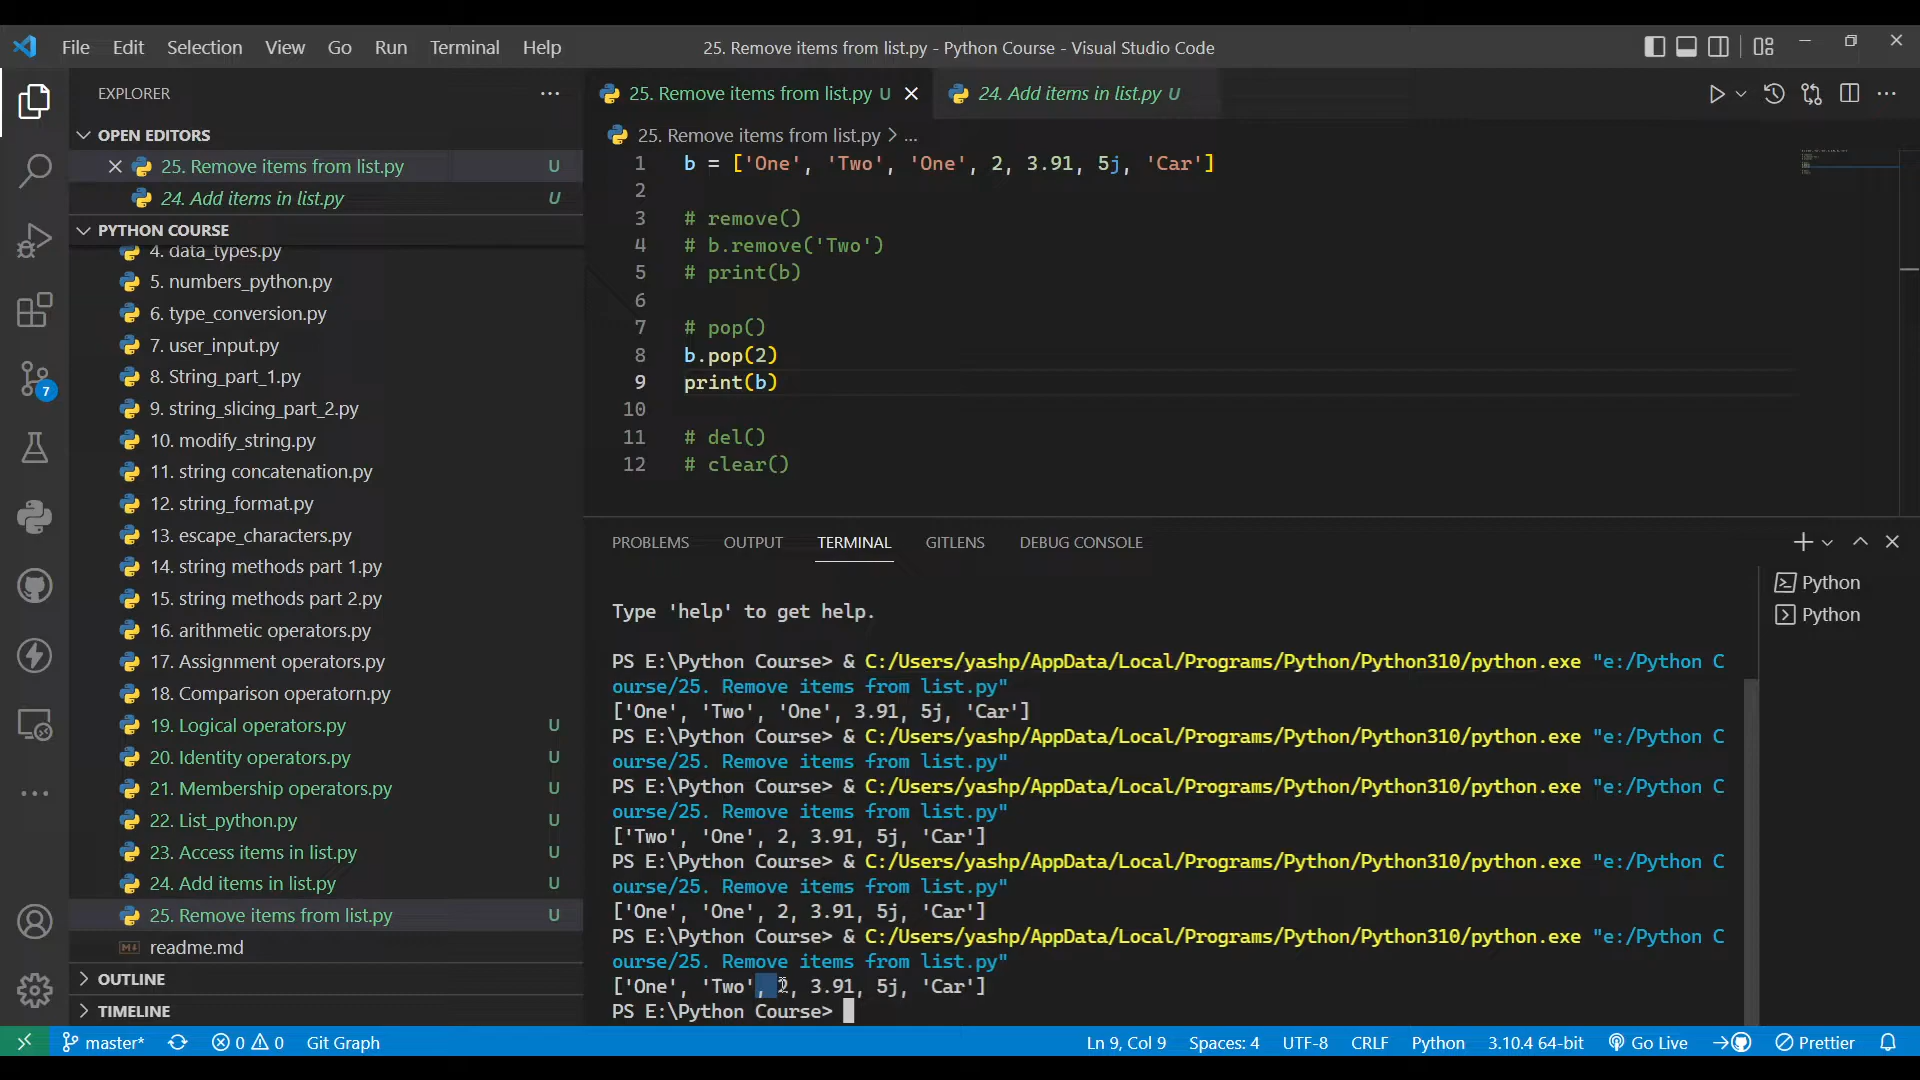 File Edit Selection View Go Run Terminal Help
25. Remove items from list.py - Python Course - Visual Studio Code
EXPLORER
OPEN EDITORS
25. Remove items from list.py U
24. Add items in list.py U
PYTHON COURSE
4. data_types.py
5. numbers_python.py
6. type_conversion.py
7. user_input.py
8. String_part_1.py
9. string_slicing_part_2.py
10. modify_string.py
11. string concatenation.py
12. string_format.py
13. escape_characters.py
14. string methods part 1.py
15. string methods part 2.py
16. arithmetic operators.py
17. Assignment operators.py
18. Comparison operatorn.py
19. Logical operators.py U
20. Identity operators.py U
21. Membership operators.py U
22. List_python.py U
23. Access items in list.py U
24. Add items in list.py U
25. Remove items from list.py U
readme.md
OUTLINE
TIMELINE
7
25. Remove items from list.py U
24. Add items in list.py U
25. Remove items from list.py > ...
1 b = ['One', 'Two', 'One', 2, 3.91, 5j, 'Car']
2
3 # remove()
4 # b.remove('Two')
5 # print(b)
6
7 # pop()
8 b.pop(2)
9 print(b)
10
11 # del()
12 # clear()
PROBLEMS OUTPUT TERMINAL GITLENS DEBUG CONSOLE
Python
Python
Type 'help' to get help.
PS E:\Python Course> & C:/Users/yashp/AppData/Local/Programs/Python/Python310/python.exe "e:/Python C
ourse/25. Remove items from list.py"
['One', 'Two', 'One', 3.91, 5j, 'Car']
PS E:\Python Course> & C:/Users/yashp/AppData/Local/Programs/Python/Python310/python.exe "e:/Python C
ourse/25. Remove items from list.py"
PS E:\Python Course> & C:/Users/yashp/AppData/Local/Programs/Python/Python310/python.exe "e:/Python C
ourse/25. Remove items from list.py"
['Two', 'One', 2, 3.91, 5j, 'Car']
PS E:\Python Course> & C:/Users/yashp/AppData/Local/Programs/Python/Python310/python.exe "e:/Python C
ourse/25. Remove items from list.py"
['One', 'One', 2, 3.91, 5j, 'Car']
PS E:\Python Course> & C:/Users/yashp/AppData/Local/Programs/Python/Python310/python.exe "e:/Python C
ourse/25. Remove items from list.py"
['One', 'Two', 2, 3.91, 5j, 'Car']
PS E:\Python Course>
master* 0 0 Git Graph Ln 9, Col 9 Spaces: 4 UTF-8 CRLF Python 3.10.4 64-bit Go Live Prettier